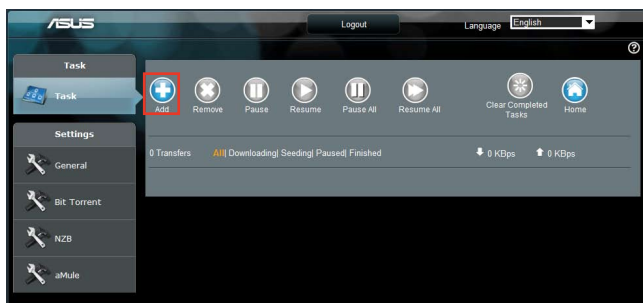 ASUS
Logout
Language English
?
Task
Task
Add
Remove
Pause
Resume
Pause All
Resume All
Clear Completed
Tasks
Home
Settings
General
Bit Torrent
NZB
aMule
0 Transfers All| Downloading| Seeding| Paused| Finished 0 KBps 0 KBps